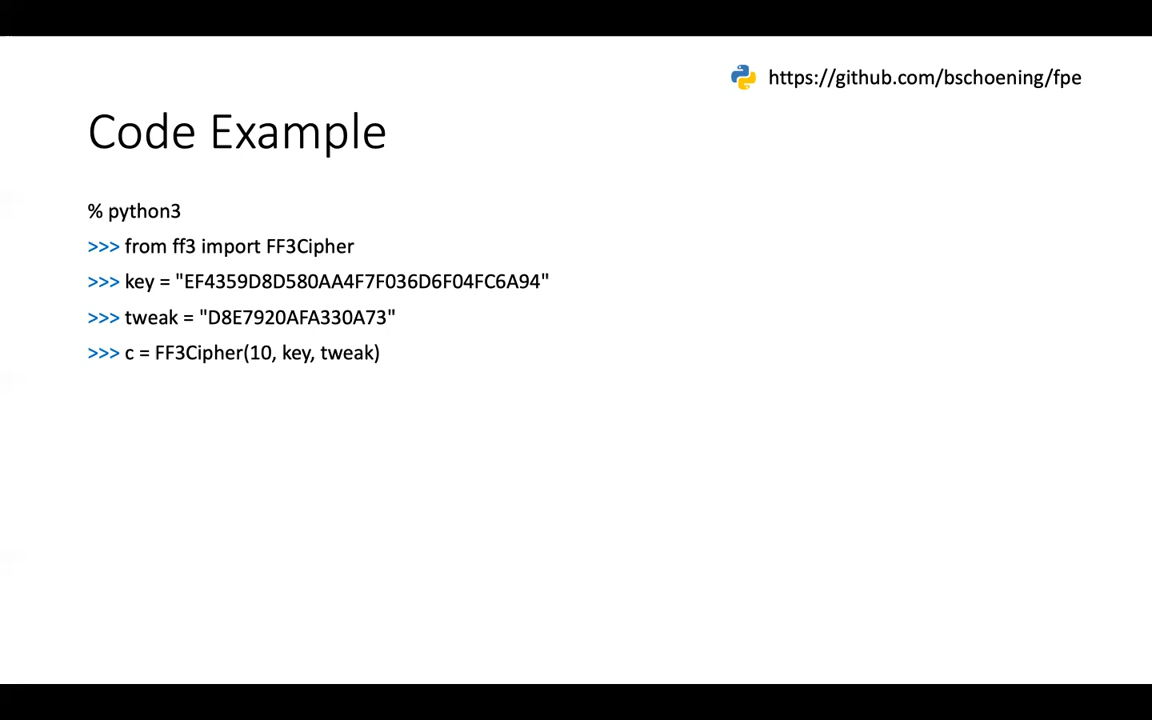 https://github.com/bschoening/fpe
Code Example
% python3
>>> from ff3 import FF3Cipher
>>> key = "EF4359D8D580AA4F7F036D6F04FC6A94"
>>> tweak = "D8E7920AFA330A73"
>>> c = FF3Cipher(10, key, tweak)